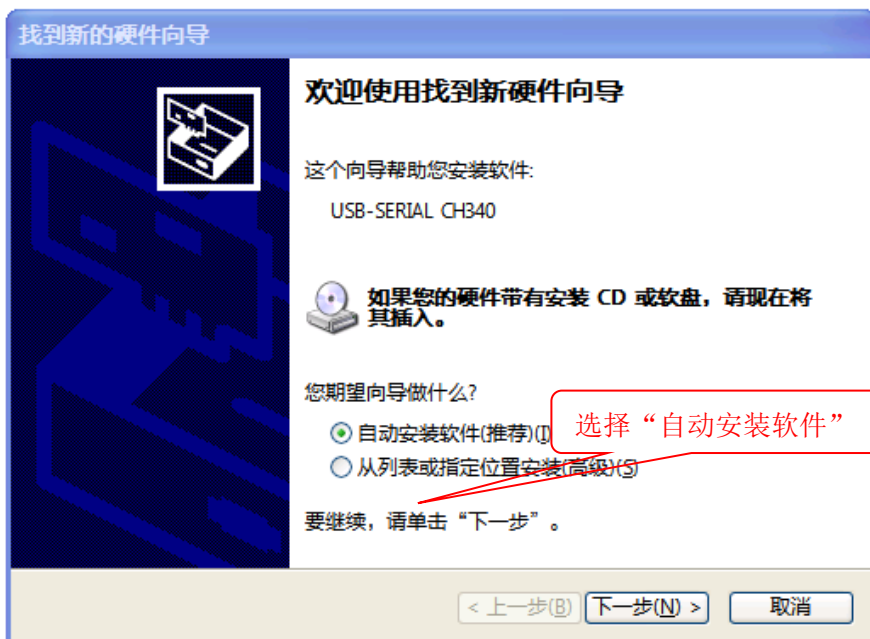 找到新的硬件向导
欢迎使用找到新硬件向导
这个向导帮助您安装软件:
USB-SERIAL CH340
如果您的硬件带有安装 CD 或软盘，请现在将
其插入。
您期望向导做什么?
选择“自动安装软件”
自动安装软件(推荐)(I)
从列表或指定位置安装(高级)(S)
要继续，请单击“下一步”。
< 上一步(B)
下一步(N) >
取消